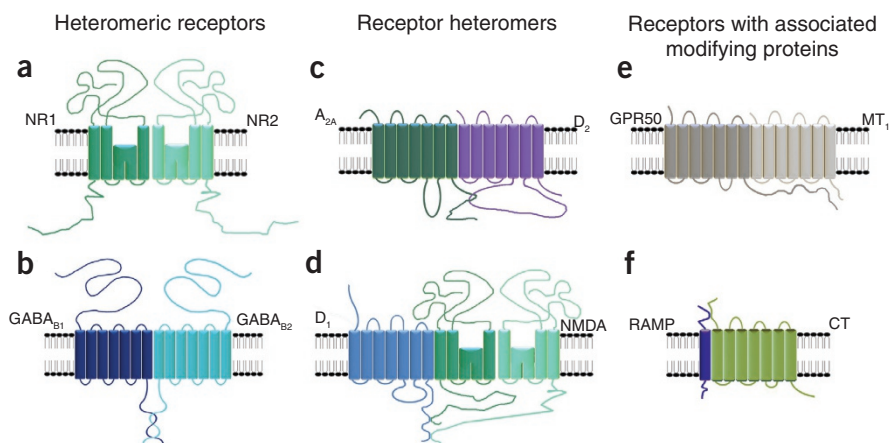 Heteromeric receptors
Receptor heteromers
Receptors with associated
modifying proteins
a
NR1
NR2
c
A2A
D2
e
GPR50
MT1
b
GABAB1
GABAB2
d
D1
NMDA
f
RAMP
CT